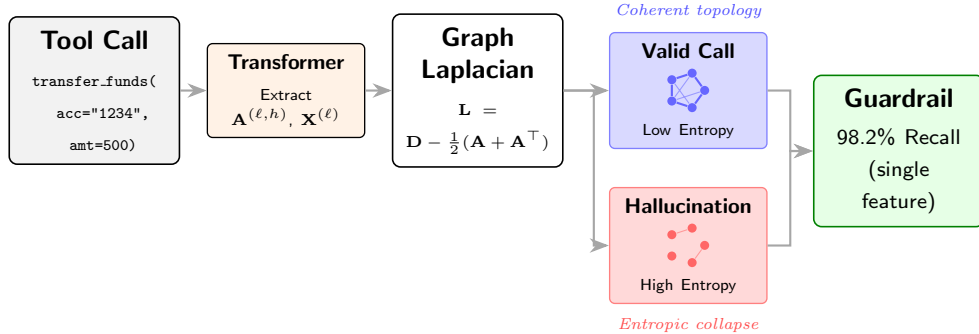 Tool Call
transfer_funds(
acc="1234",
amt=500)
Transformer
Extract
A^(ℓ,h), X^(ℓ)
Graph
Laplacian
L =
D − ½(A + A^⊤)
Coherent topology
Valid Call
Low Entropy
Hallucination
High Entropy
Entropic collapse
Guardrail
98.2% Recall
(single
feature)